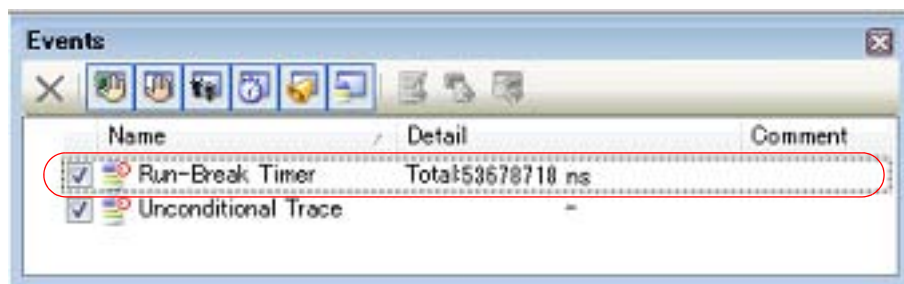 Events
Name Detail Comment
Run-Break Timer Total:53678718 ns
Unconditional Trace -